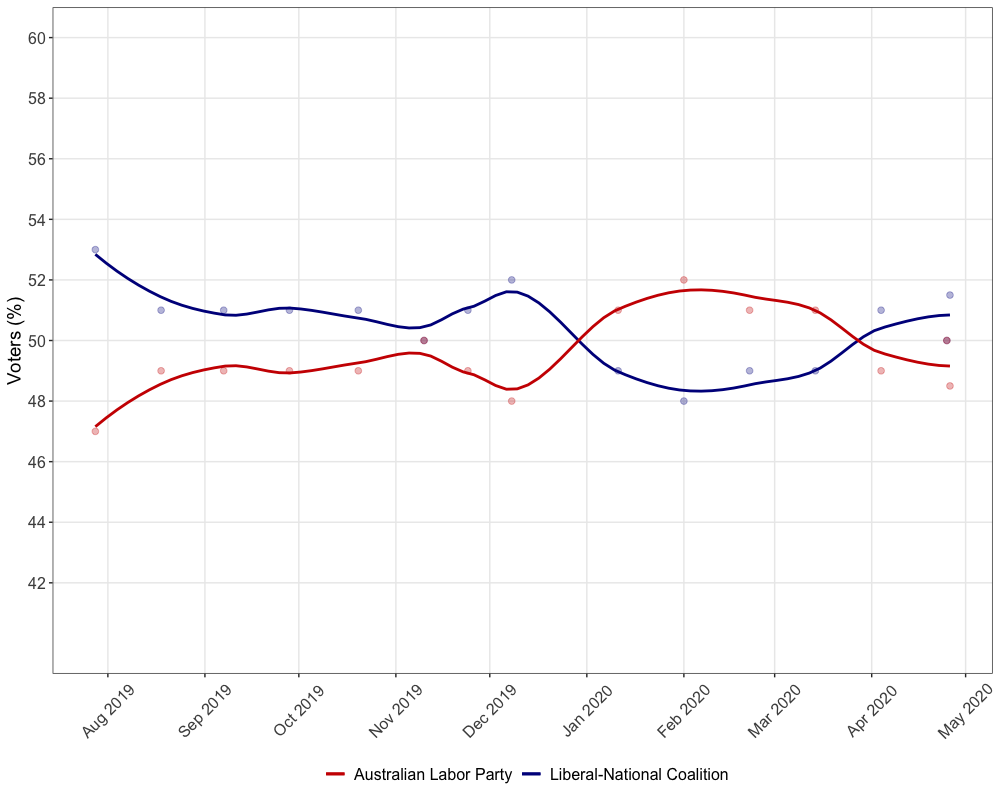 Voters (%)
60
58
56
54
52
50
48
46
44
42
Aug 2019
Sep 2019
Oct 2019
Nov 2019
Dec 2019
Jan 2020
Feb 2020
Mar 2020
Apr 2020
May 2020
Australian Labor Party
Liberal-National Coalition